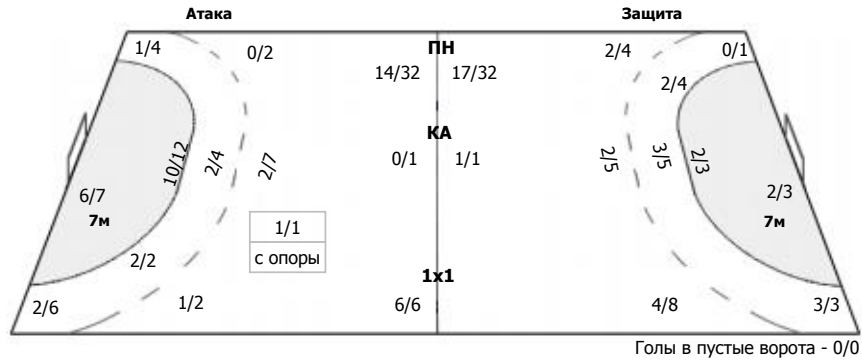 Атака Защита
1/4 0/2 ПН 2/4 0/1
14/32 17/32 2/4
КА
10/12 2/4 2/7 0/1 1/1 2/5 3/5 2/3
6/7 2/3
7м 7м
1/1
с опоры
2/2
1х1
2/6 1/2 6/6 4/8 3/3
Голы в пустые ворота - 0/0